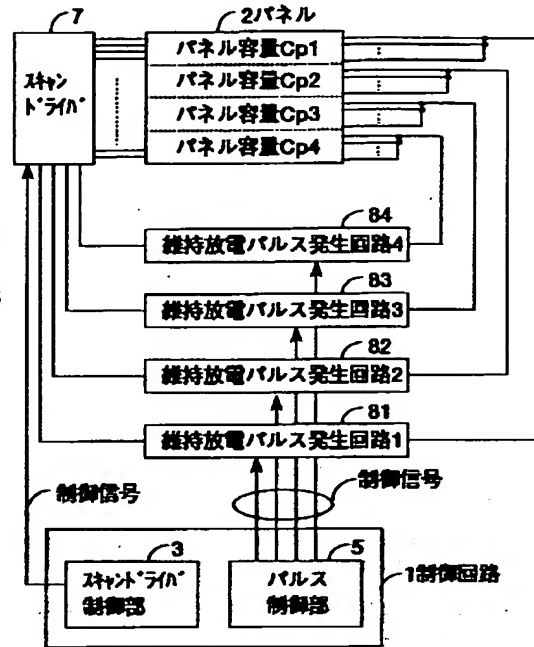 7
2パネル
スキャン
ドライバ
パネル容量Cp1
パネル容量Cp2
パネル容量Cp3
パネル容量Cp4
84
維持放電パルス発生回路4
83
維持放電パルス発生回路3
82
維持放電パルス発生回路2
81
維持放電パルス発生回路1
制御信号
制御信号
3
スキャンドライバ
制御部
5
パルス
制御部
1制御回路